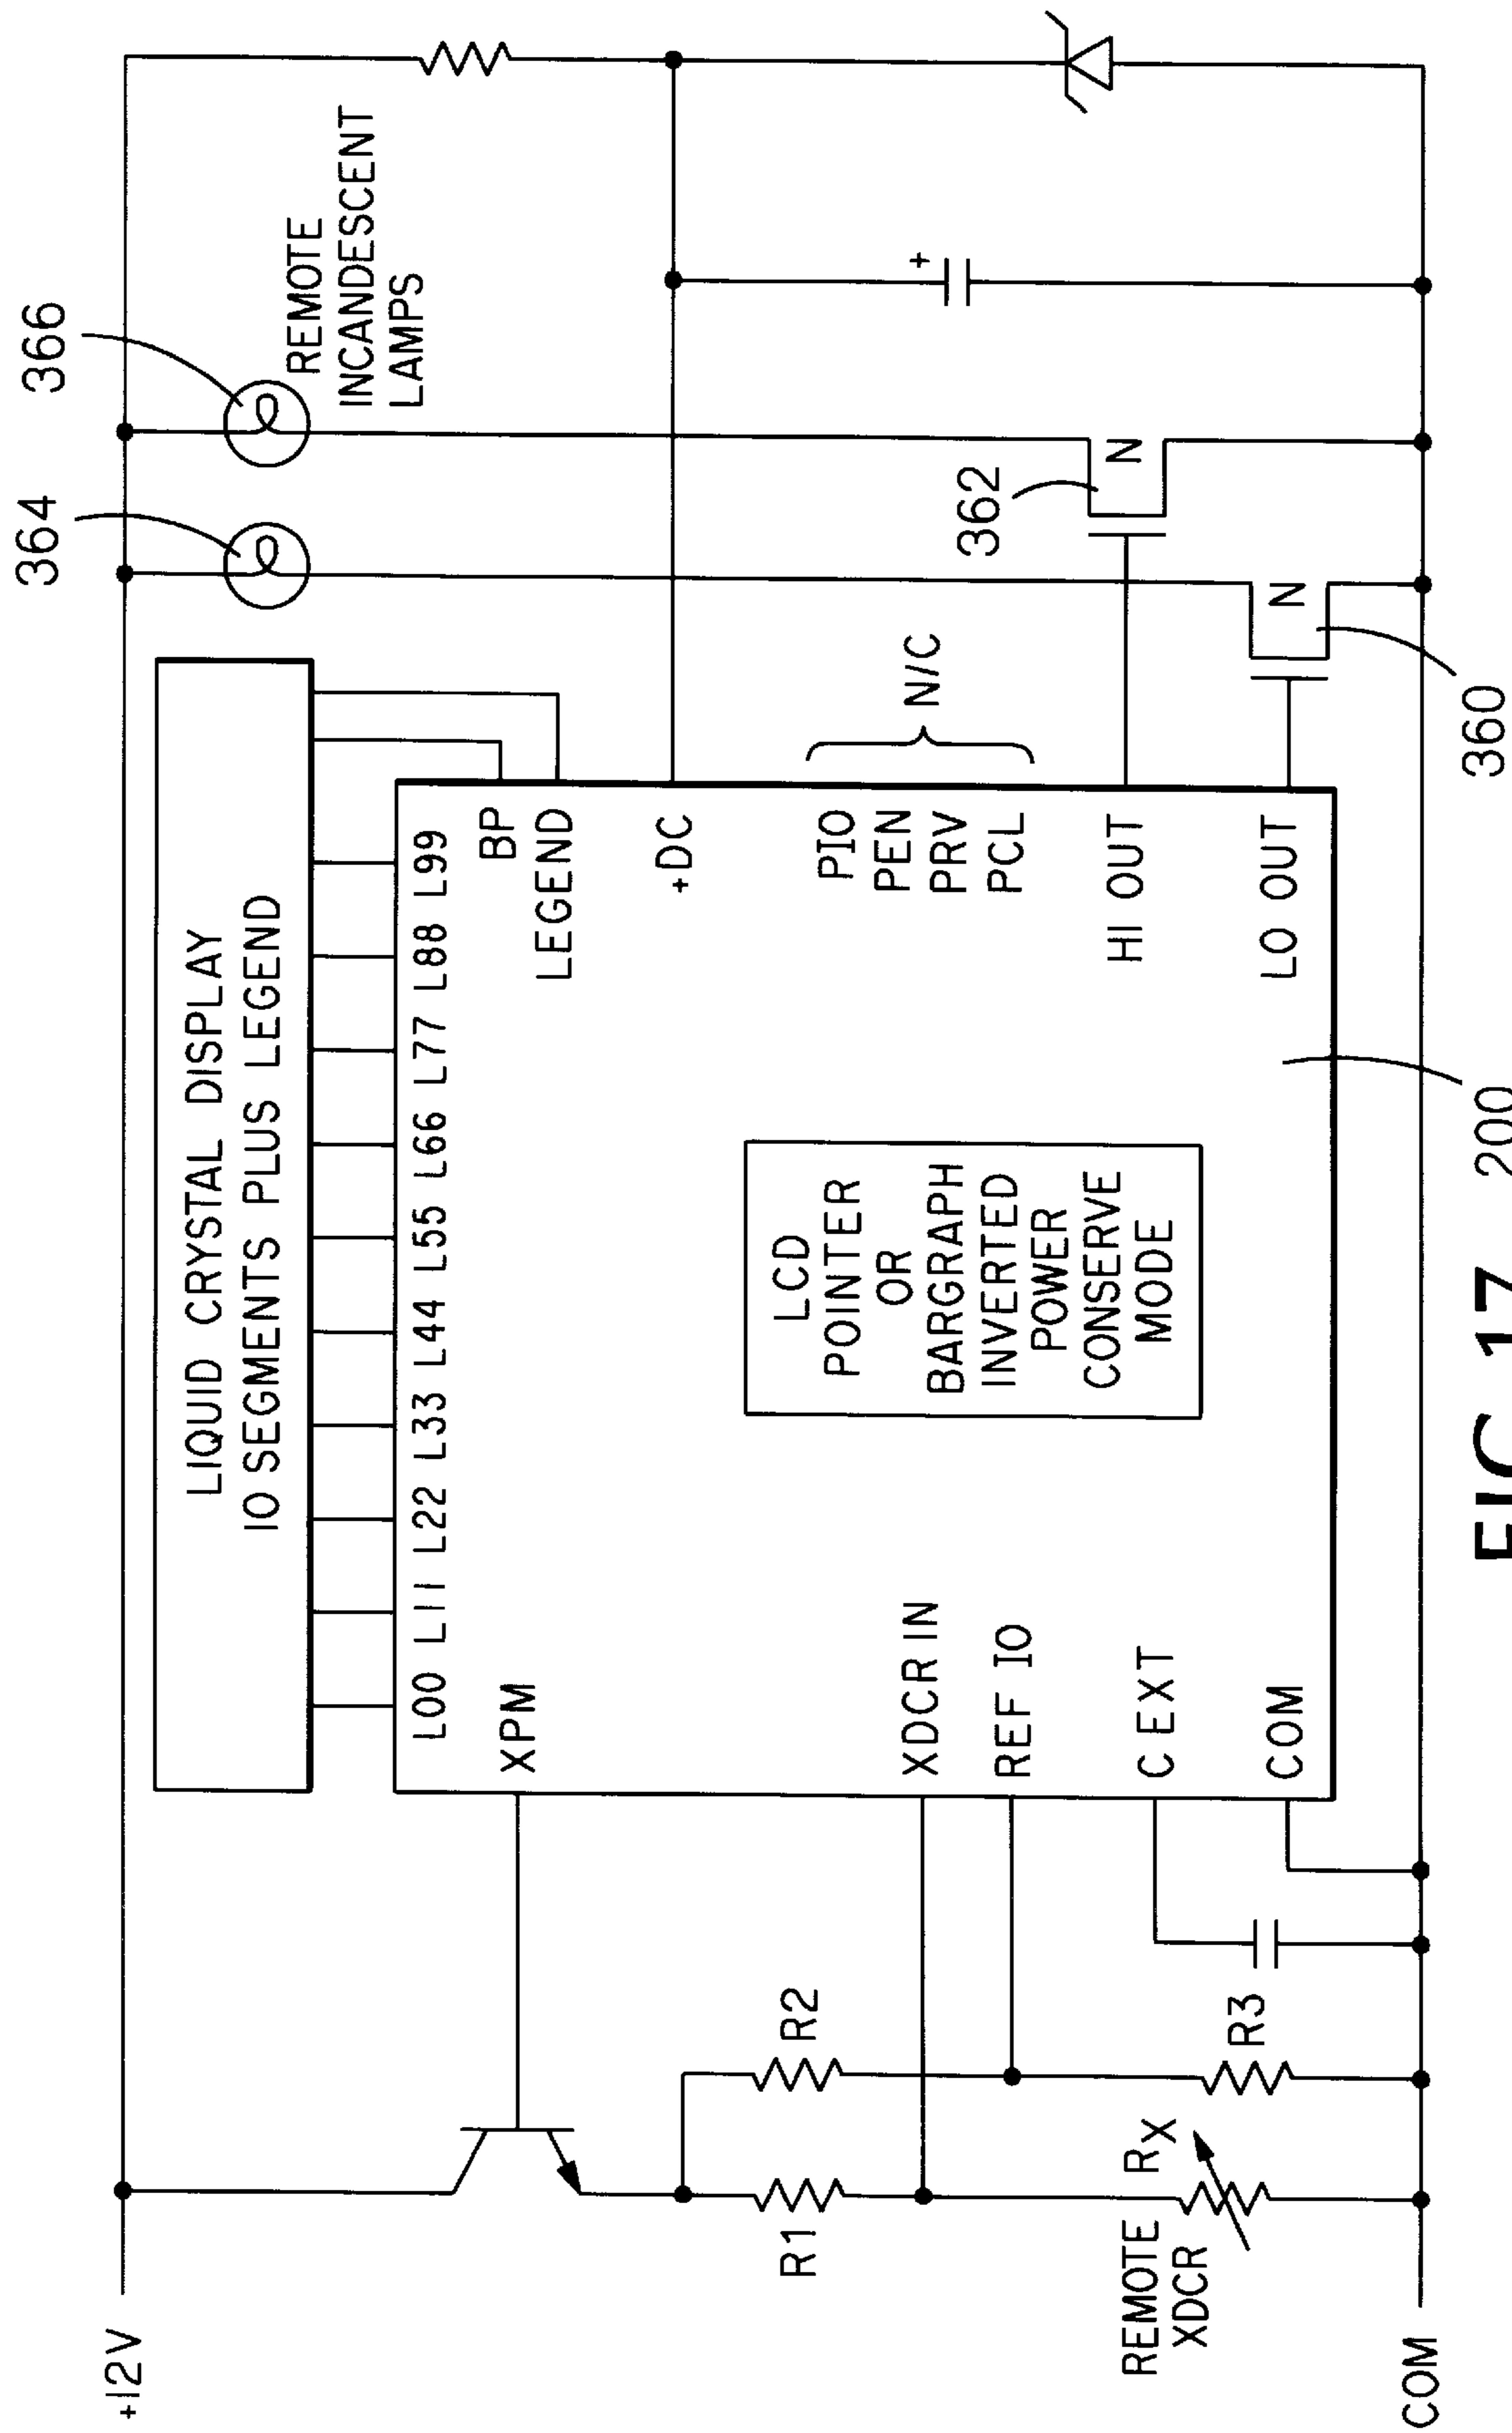 +12V
364
366
REMOTE
INCANDESCENT
LAMPS
LIQUID CRYSTAL DISPLAY
10 SEGMENTS PLUS LEGEND
L00 L11 L22 L33 L44 L55 L66 L77 L88 L99
XPM
BP
LEGEND
+DC
LCD
POINTER
OR
BARGRAPH
INVERTED
POWER
CONSERVE
MODE
PIO
PEN
PRV
PCL
N/C
362
R1
R2
XDCR IN
REF IO
HI OUT
REMOTE
XDCR
RX
R3
C EXT
COM
LO OUT
360
COM
200
FIG. 17